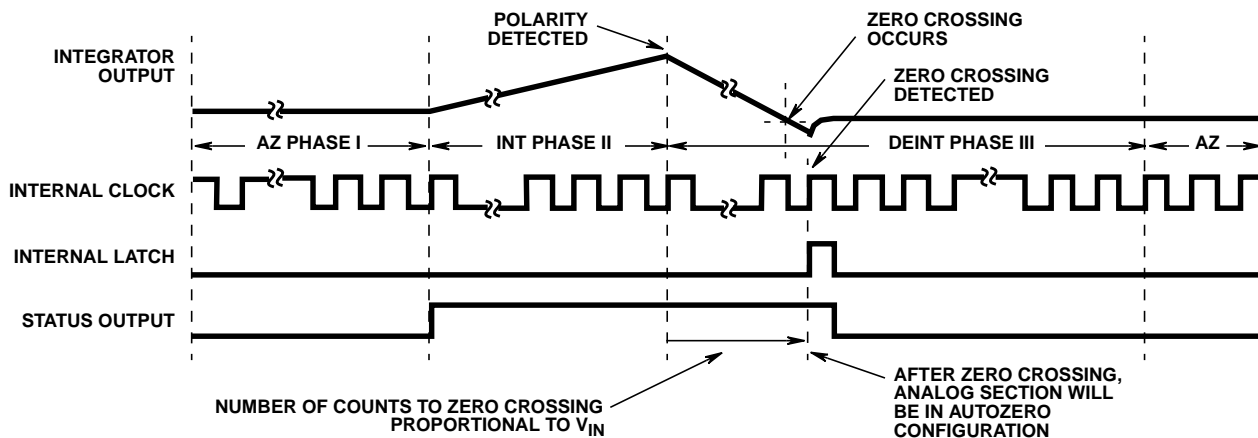 POLARITY
DETECTED
ZERO CROSSING
OCCURS
INTEGRATOR
OUTPUT
ZERO CROSSING
DETECTED
AZ PHASE I
INT PHASE II
DEINT PHASE III
AZ
INTERNAL CLOCK
INTERNAL LATCH
STATUS OUTPUT
NUMBER OF COUNTS TO ZERO CROSSING
PROPORTIONAL TO VIN
AFTER ZERO CROSSING,
ANALOG SECTION WILL
BE IN AUTOZERO
CONFIGURATION